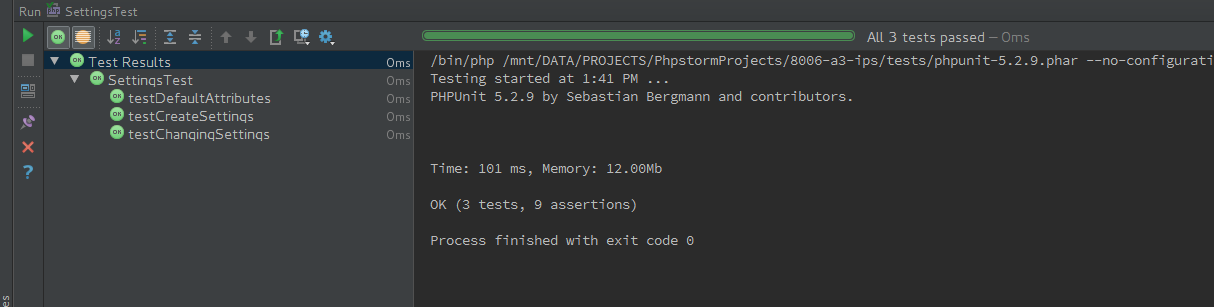 Run SettingsTest
All 3 tests passed – 0ms
Test Results 0ms
SettingsTest 0ms
testDefaultAttributes 0ms
testCreateSettings 0ms
testChangingSettings 0ms
/bin/php /mnt/DATA/PROJECTS/PhpstormProjects/8006-a3-ips/tests/phpunit-5.2.9.phar --no-configurati
Testing started at 1:41 PM ...
PHPUnit 5.2.9 by Sebastian Bergmann and contributors.
Time: 101 ms, Memory: 12.00Mb
OK (3 tests, 9 assertions)
Process finished with exit code 0